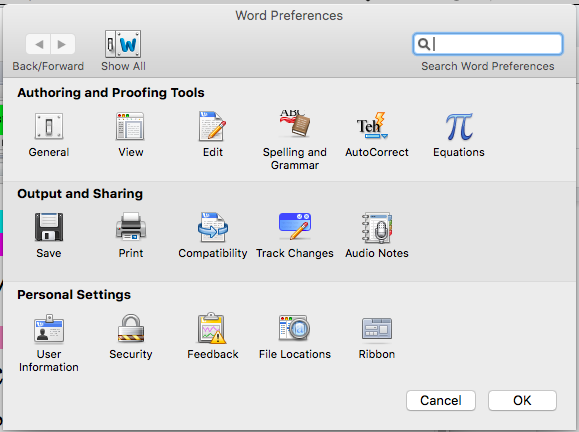 Word Preferences
Back/Forward Show All Search Word Preferences
Authoring and Proofing Tools
General View Edit Spelling and Grammar AutoCorrect Equations
Output and Sharing
Save Print Compatibility Track Changes Audio Notes
Personal Settings
User Information Security Feedback File Locations Ribbon
Cancel OK